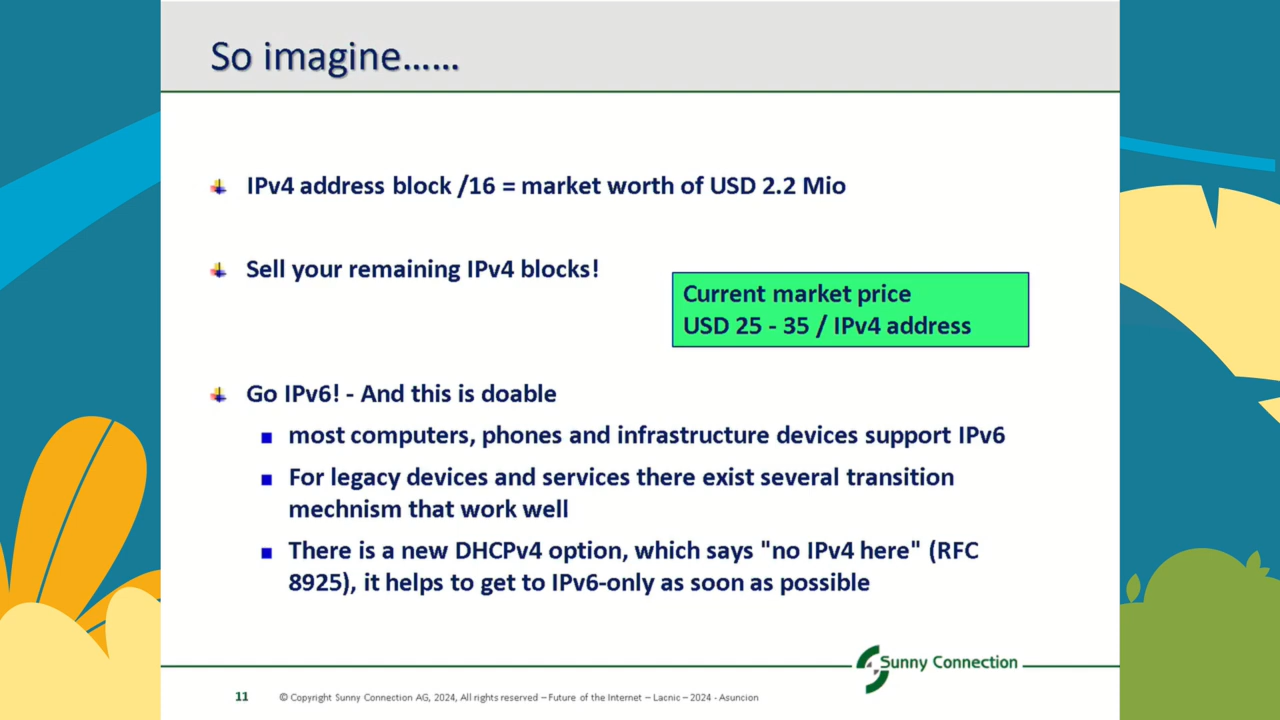 So imagine……
IPv4 address block /16 = market worth of USD 2.2 Mio
Sell your remaining IPv4 blocks!
Current market price
USD 25 - 35 / IPv4 address
Go IPv6! - And this is doable
most computers, phones and infrastructure devices support IPv6
For legacy devices and services there exist several transition
mechnism that work well
There is a new DHCPv4 option, which says "no IPv4 here" (RFC
8925), it helps to get to IPv6-only as soon as possible
Sunny Connection
11 © Copyright Sunny Connection AG, 2024, All rights reserved – Future of the Internet – Lacnic – 2024 - Asuncion